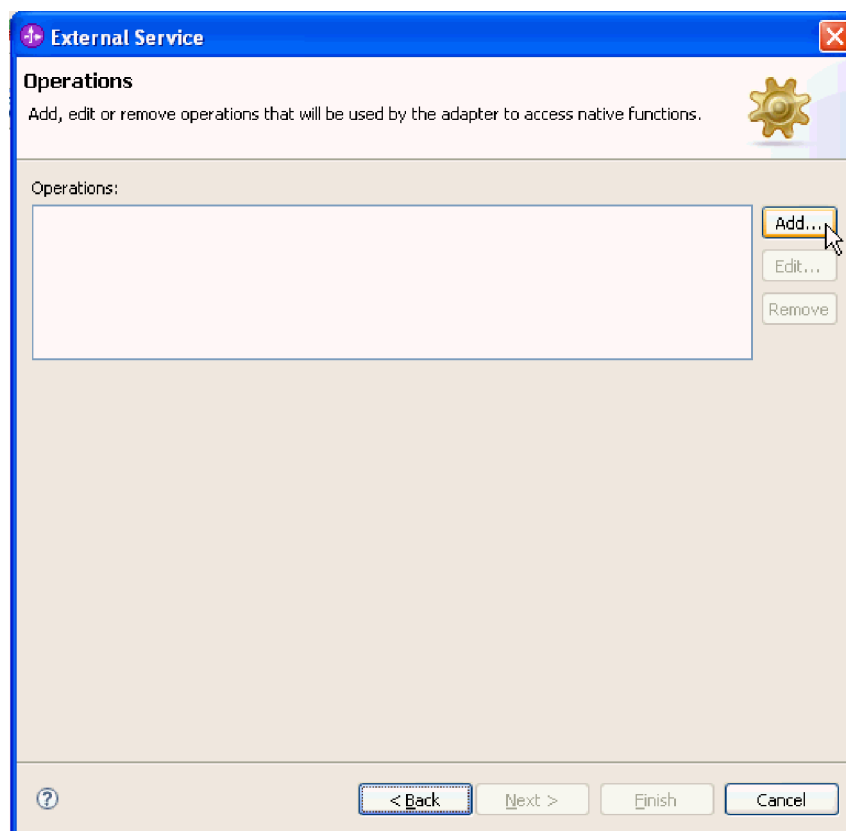 External Service
Operations
Add, edit or remove operations that will be used by the adapter to access native functions.
Operations:
Add...
Edit...
Remove
?
< Back
Next >
Finish
Cancel